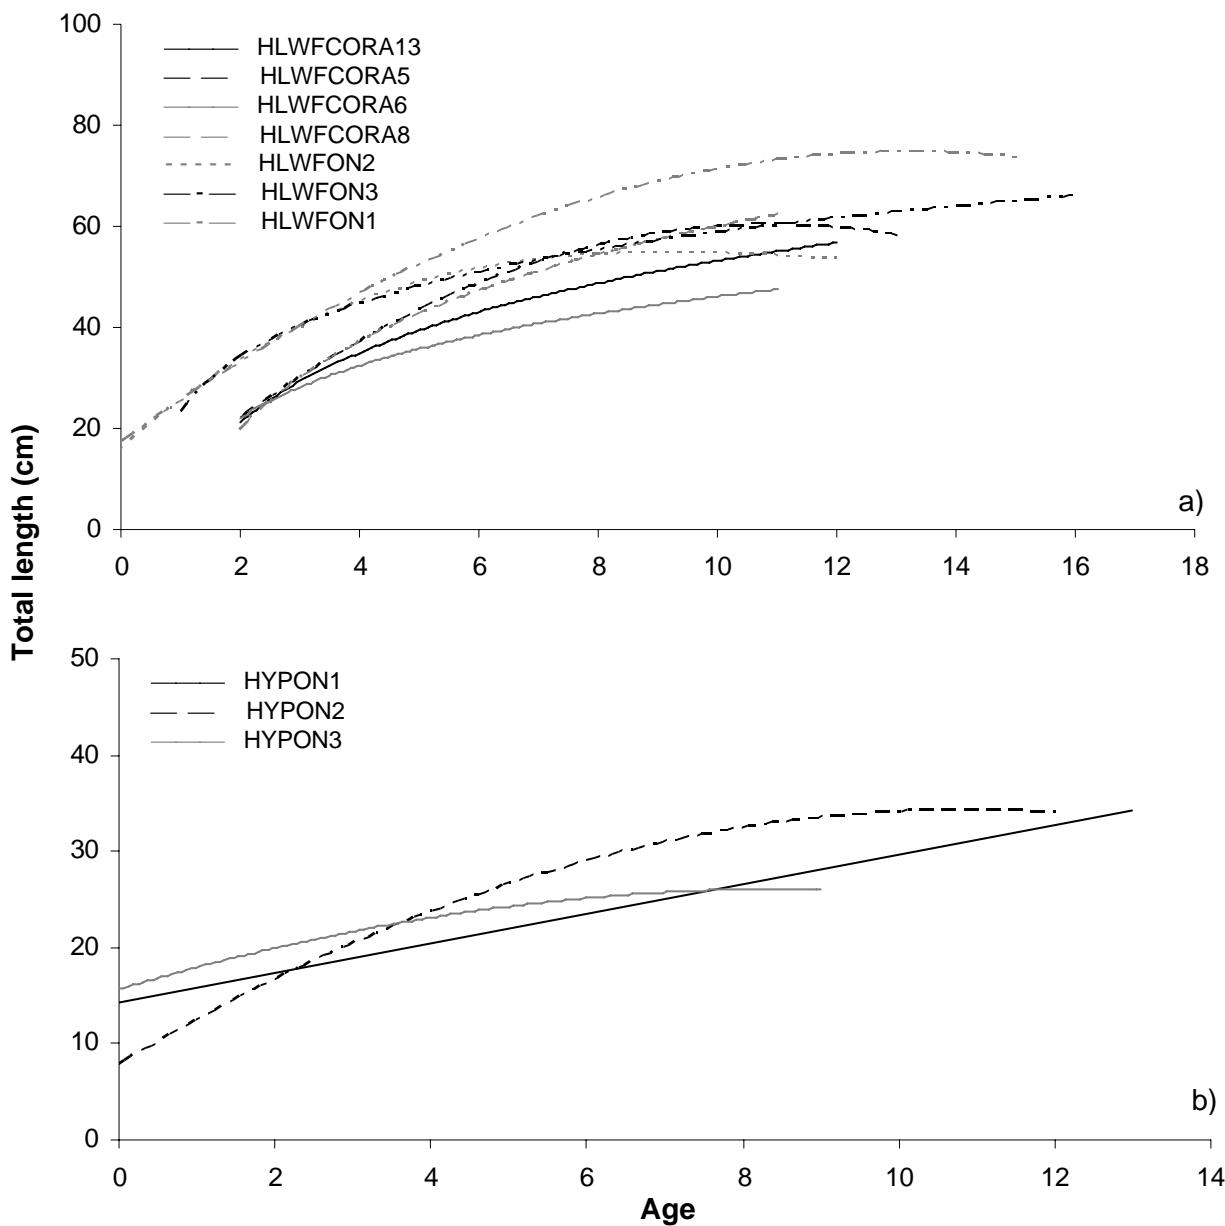 100
80
60
40
20
0
HLWFCORA13
HLWFCORA5
HLWFCORA6
HLWFCORA8
HLWFON2
HLWFON3
HLWFON1
a)
0 2 4 6 8 10 12 14 16 18
Total length (cm)
50
40
30
20
10
0
HYPON1
HYPON2
HYPON3
b)
0 2 4 6 8 10 12 14
Age